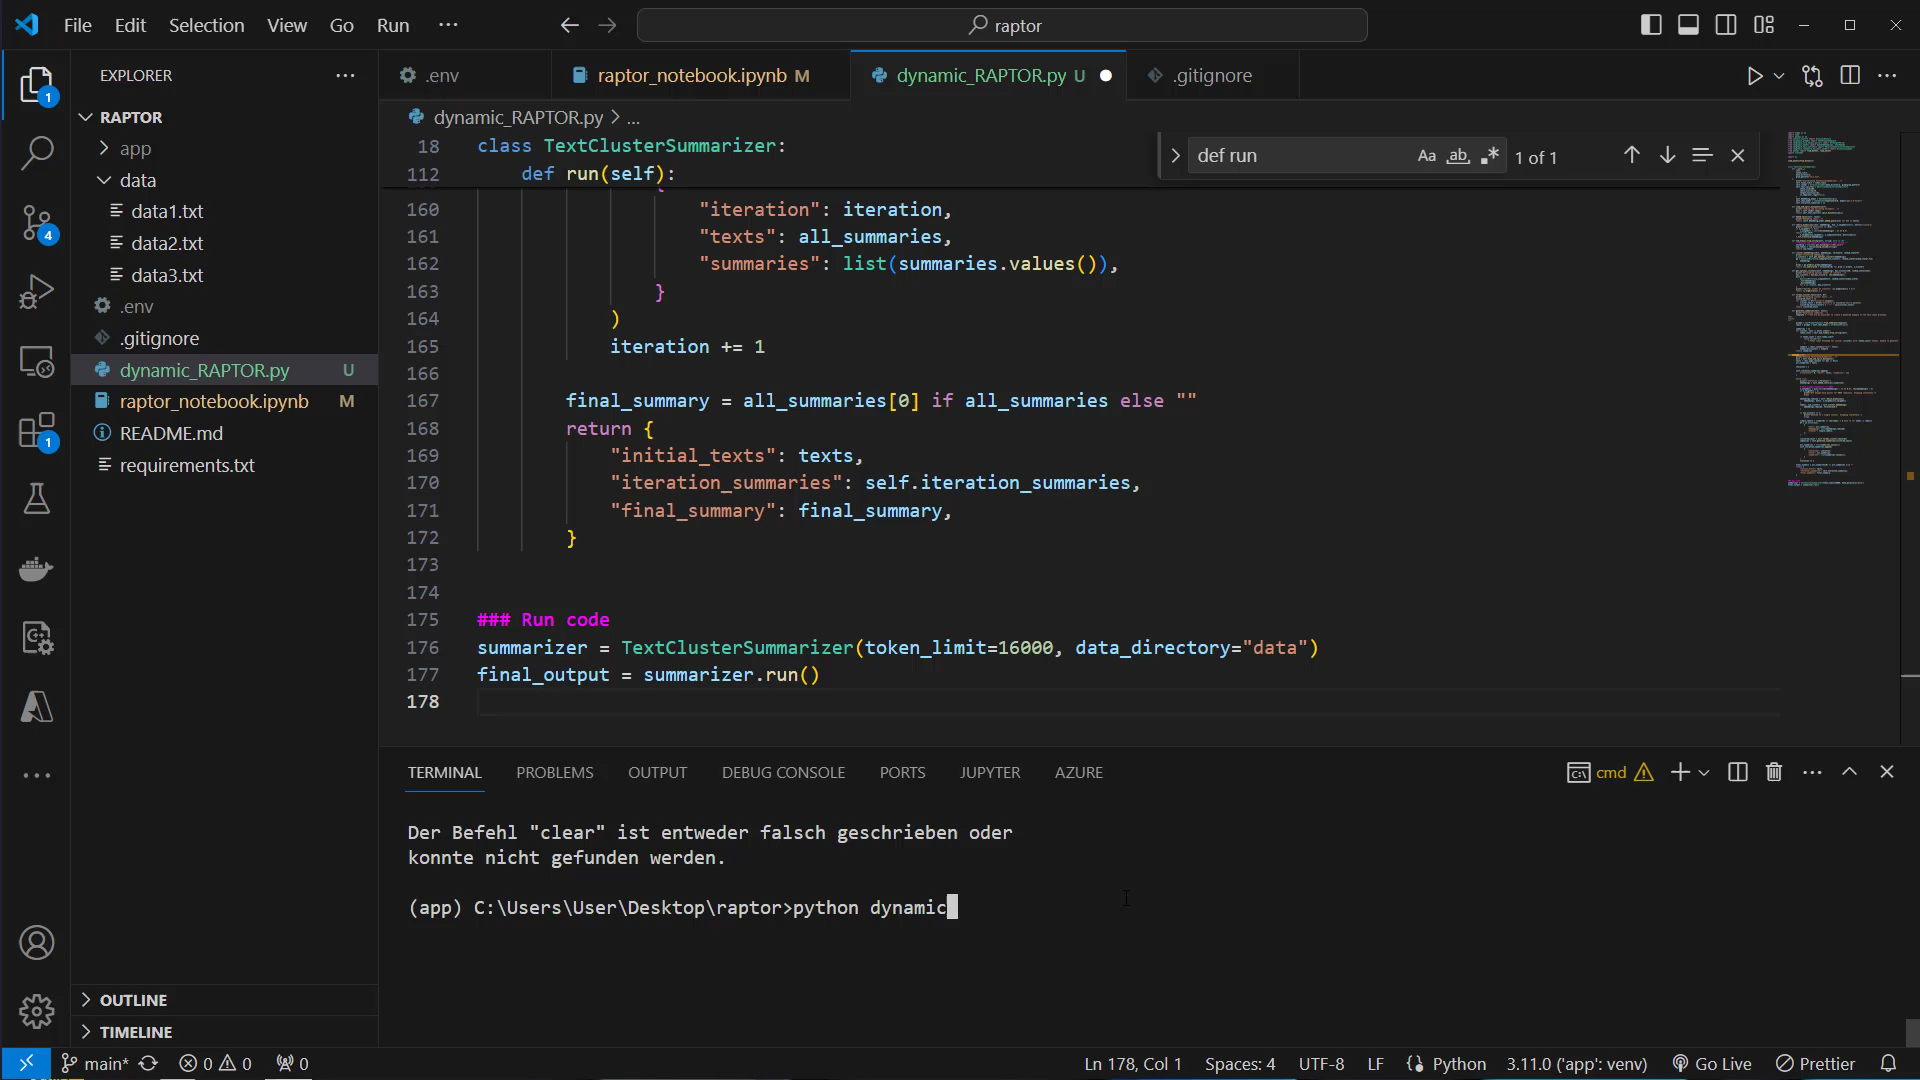 File Edit Selection View Go Run ···
raptor
EXPLORER ···
RAPTOR
app
data
data1.txt
data2.txt
data3.txt
.env
.gitignore
dynamic_RAPTOR.py U
raptor_notebook.ipynb M
README.md
requirements.txt
OUTLINE
TIMELINE
1
4
1
.env
raptor_notebook.ipynb M
dynamic_RAPTOR.py U
.gitignore
dynamic_RAPTOR.py > ...
def run
Aa ab .* 1 of 1
18 class TextClusterSummarizer:
112 def run(self):
160 "iteration": iteration,
161 "texts": all_summaries,
162 "summaries": list(summaries.values()),
163 }
164 )
165 iteration += 1
166
167 final_summary = all_summaries[0] if all_summaries else ""
168 return {
169 "initial_texts": texts,
170 "iteration_summaries": self.iteration_summaries,
171 "final_summary": final_summary,
172 }
173
174
175 ### Run code
176 summarizer = TextClusterSummarizer(token_limit=16000, data_directory="data")
177 final_output = summarizer.run()
178
TERMINAL PROBLEMS OUTPUT DEBUG CONSOLE PORTS JUPYTER AZURE
cmd
Der Befehl "clear" ist entweder falsch geschrieben oder
konnte nicht gefunden werden.
(app) C:\Users\User\Desktop\raptor>python dynamic
main* 0 0 0
Ln 178, Col 1 Spaces: 4 UTF-8 LF Python 3.11.0 ('app': venv) Go Live Prettier